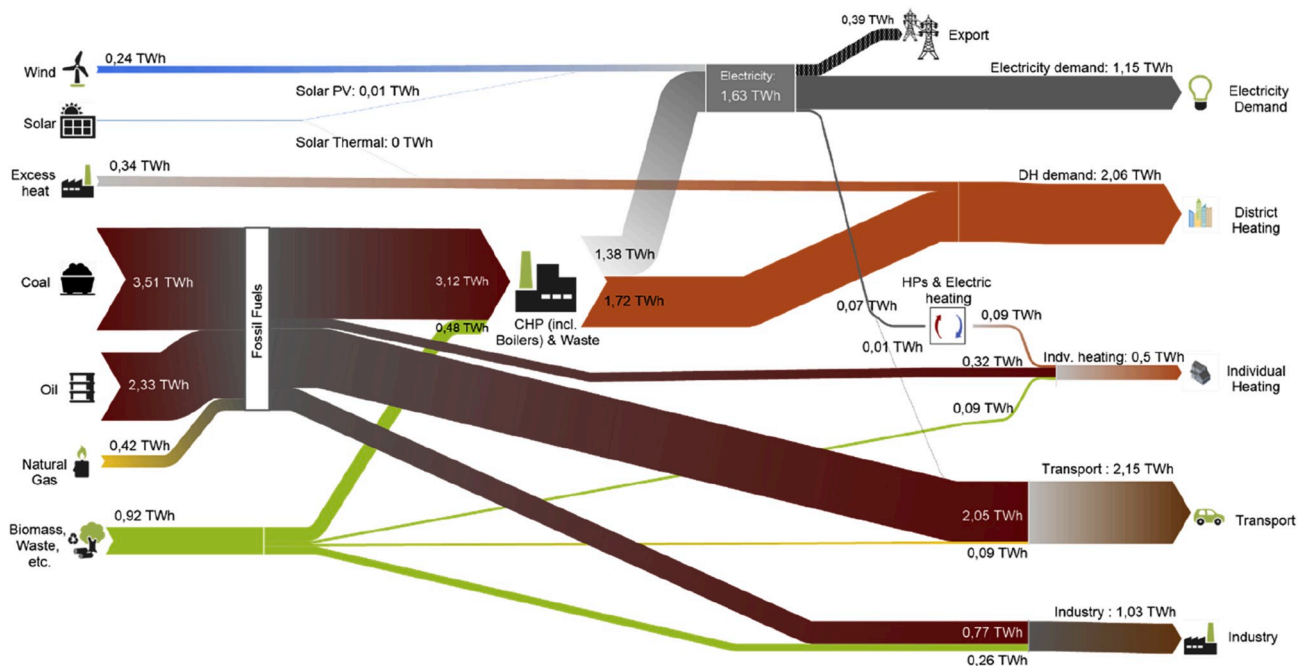 0,39 TWh
Export
Wind
0,24 TWh
Electricity:
1,63 TWh
Electricity demand: 1,15 TWh
Electricity
Demand
Solar PV: 0,01 TWh
Solar
Solar Thermal: 0 TWh
Excess
heat
0,34 TWh
DH demand: 2,06 TWh
District
Heating
Coal
3,51 TWh
Fossil Fuels
3,12 TWh
1,38 TWh
1,72 TWh
0,48 TWh
CHP (incl.
Boilers) & Waste
HPs & Electric
heating
0,07 TWh
0,09 TWh
0,01 TWh
0,32 TWh
Indv. heating: 0,5 TWh
Individual
Heating
Oil
2,33 TWh
0,09 TWh
0,42 TWh
Natural
Gas
Transport : 2,15 TWh
2,05 TWh
Transport
0,09 TWh
0,92 TWh
Biomass,
Waste,
etc.
Industry : 1,03 TWh
0,77 TWh
Industry
0,26 TWh